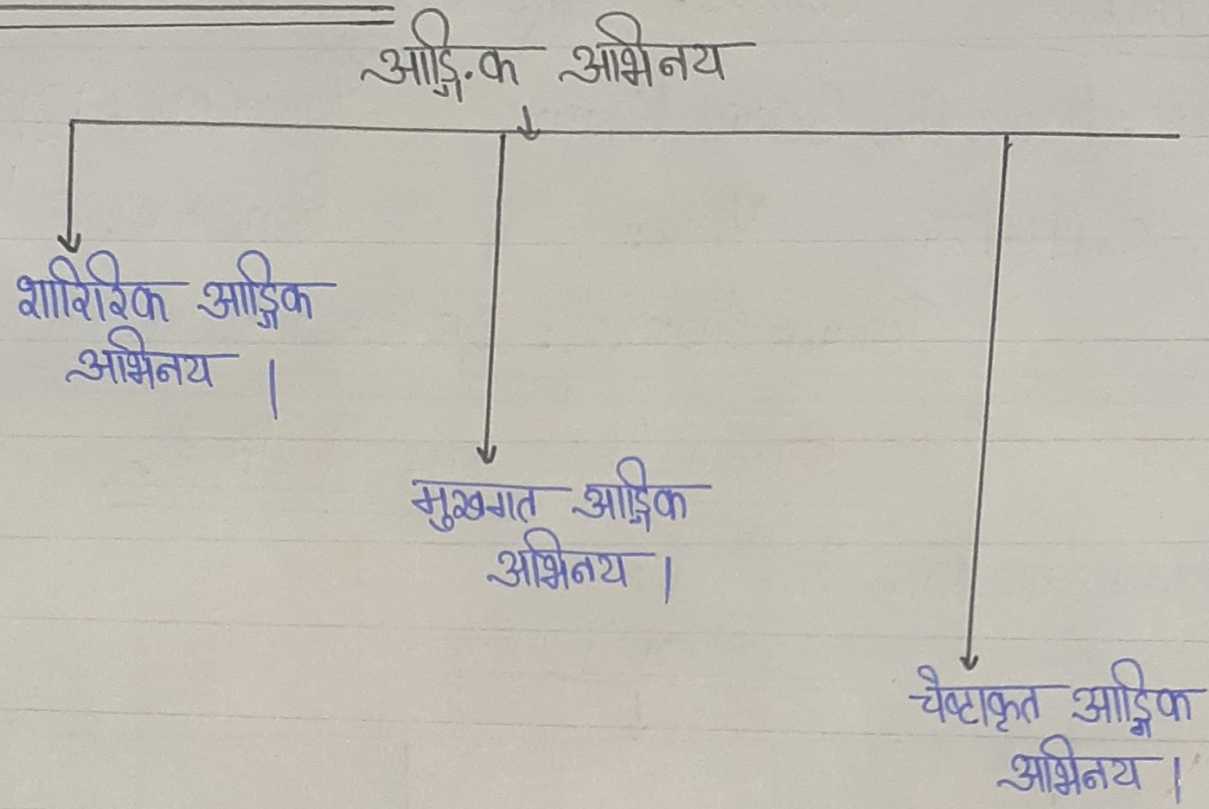 आङ्गिक अभिनय
शारिरिक आङ्गिक
अभिनय |
मुखगत आङ्गिक
अभिनय |
चेष्टाकृत आङ्गिक
अभिनय |